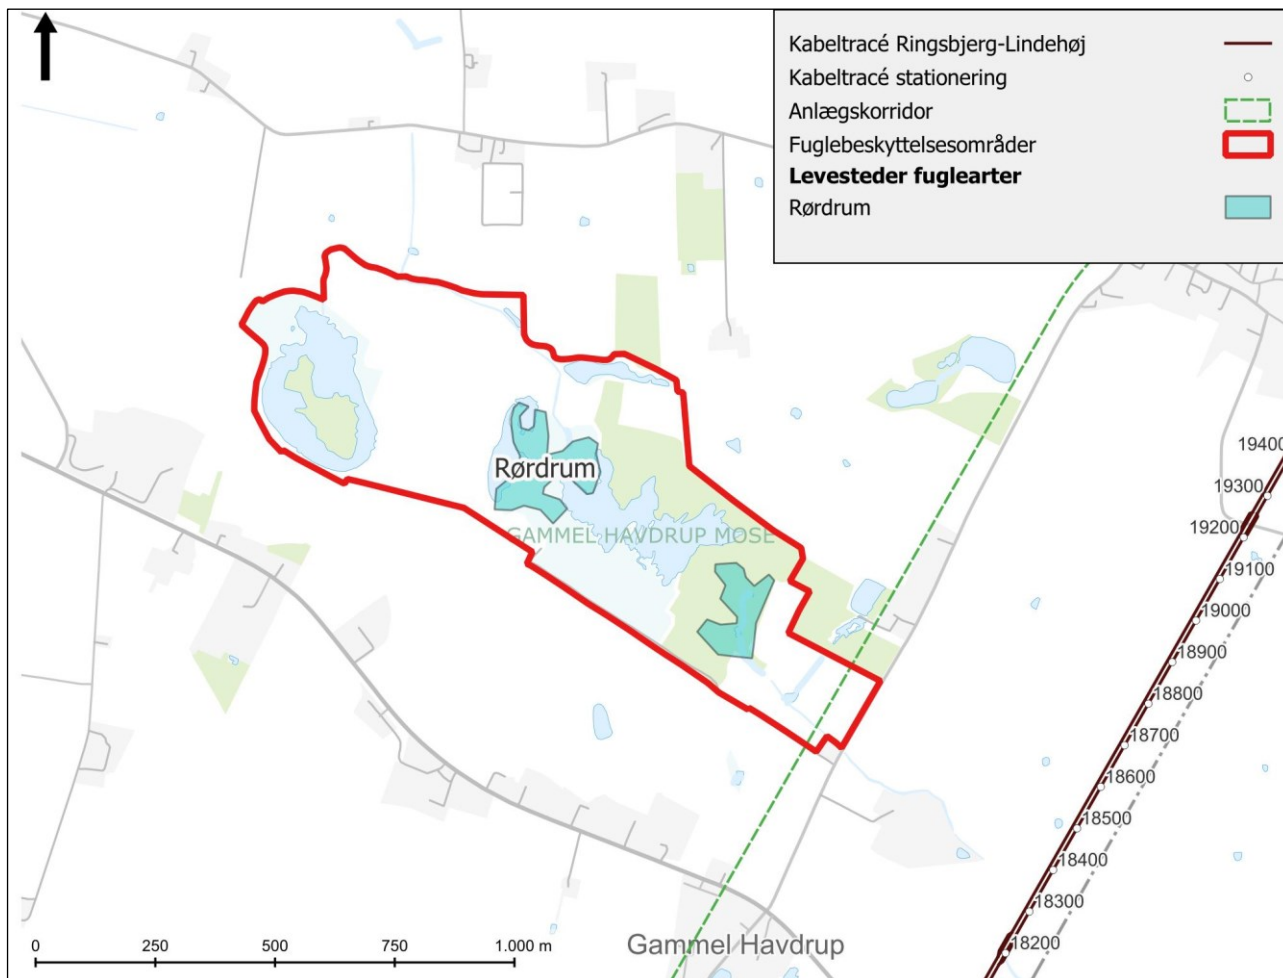 Kabeltracé Ringsbjerg-Lindehøj
Kabeltracé stationering
Anlægskorridor
Fuglebeskyttelsesområder
Levesteder fuglearter
Rørdrum
Rørdrum
GAMMEL HAVDRUP MOSE
19400
19300
19200
19100
19000
18900
18800
18700
18600
18500
18400
18300
18200
Gammel Havdrup
0 250 500 750 1.000 m